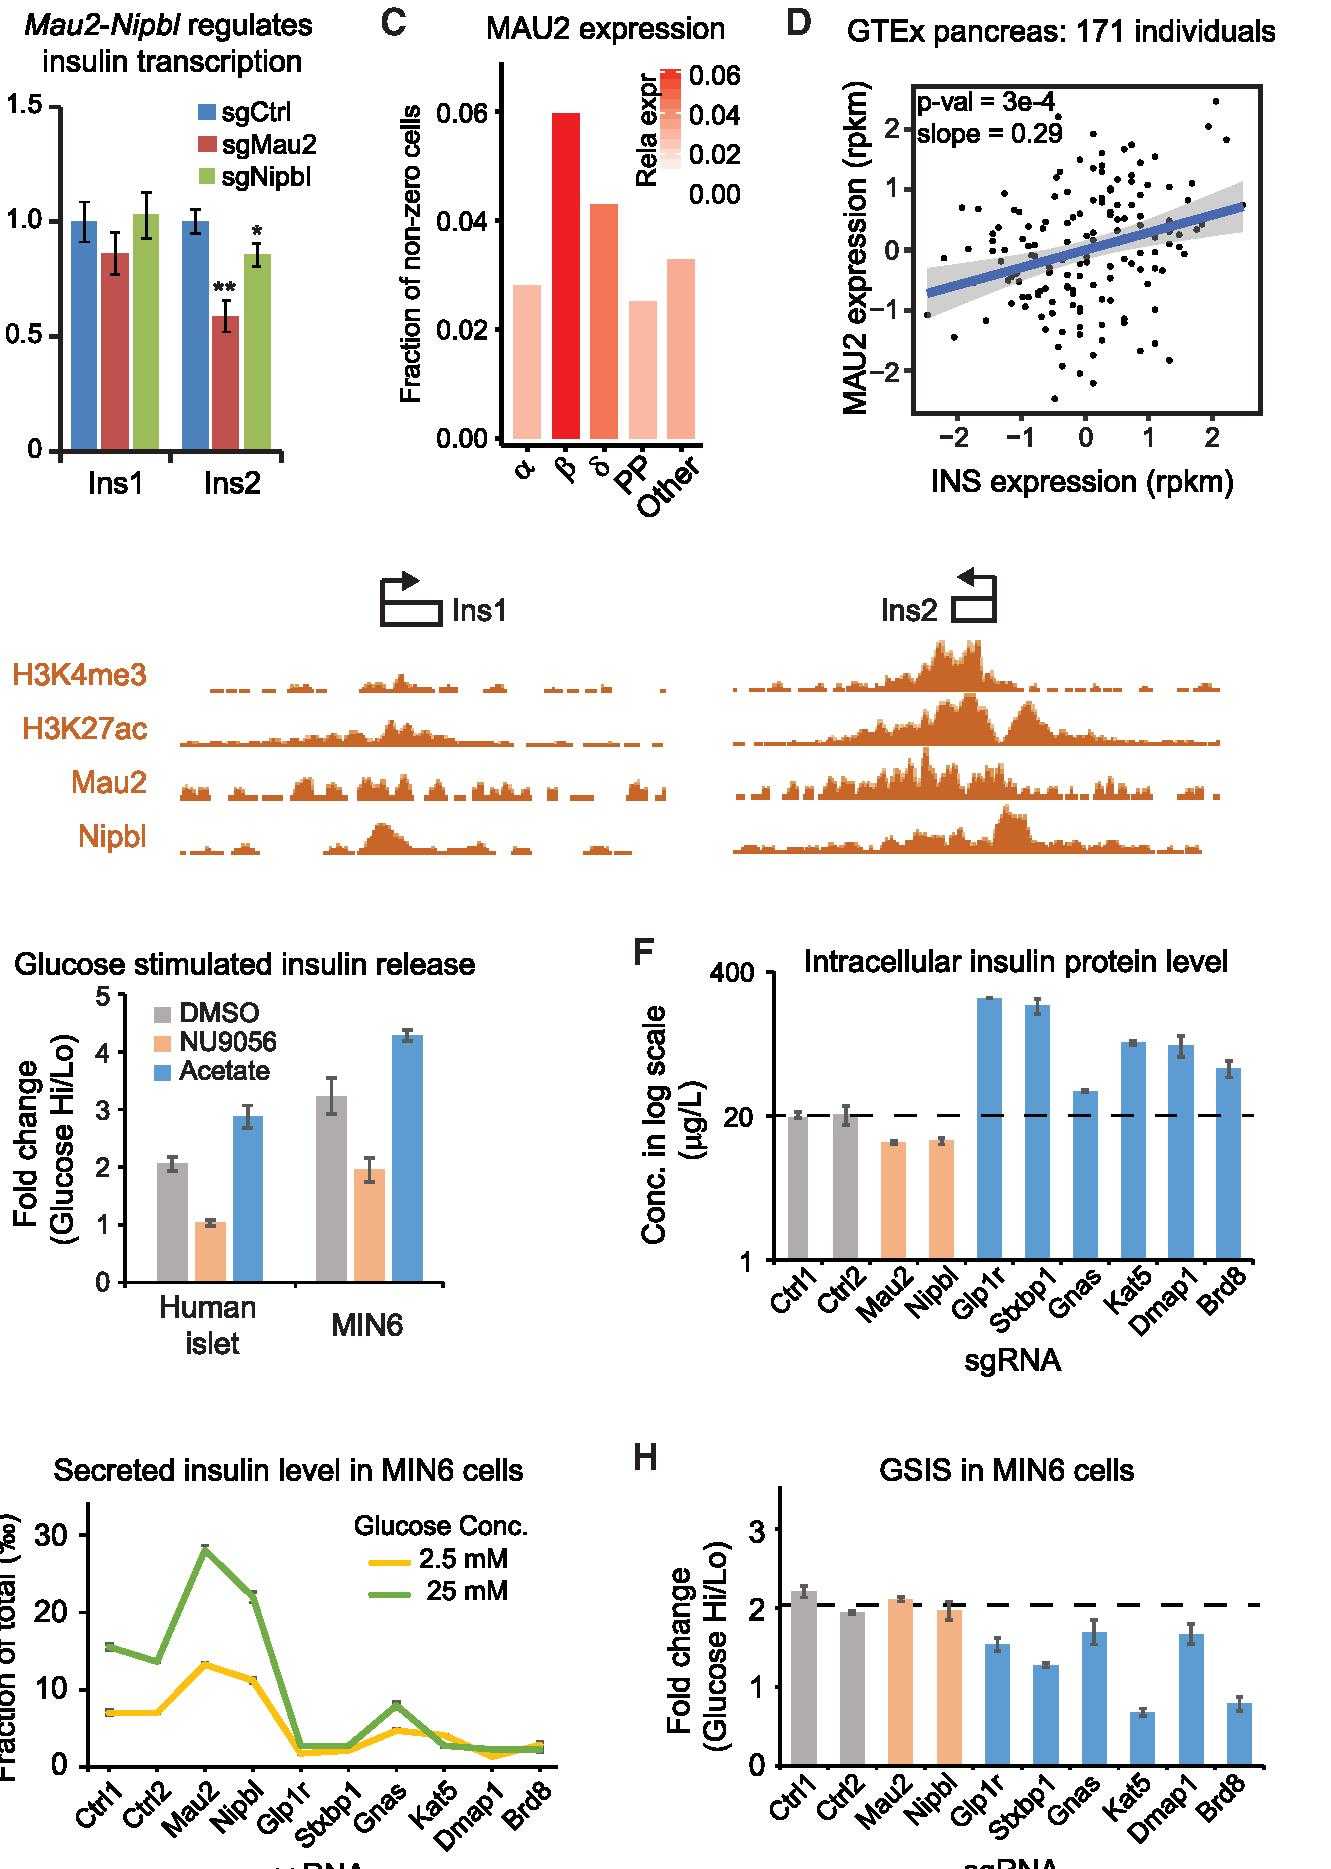 Mau2-Nipbl regulates
insulin transcription
1.5
1.0
0.5
0
sgCtrl
sgMau2
sgNipbl
**
*
Ins1
Ins2
C
MAU2 expression
Fraction of non-zero cells
0.06
0.04
0.02
0.00
Rela expr
0.06
0.04
0.02
0.00
α
β
δ
PP
Other
D
GTEx pancreas: 171 individuals
p-val = 3e-4
slope = 0.29
MAU2 expression (rpkm)
2
1
0
−1
−2
−2
−1
0
1
2
INS expression (rpkm)
Ins1
Ins2
H3K4me3
H3K27ac
Mau2
Nipbl
Glucose stimulated insulin release
Fold change
(Glucose Hi/Lo)
5
4
3
2
1
0
DMSO
NU9056
Acetate
Human
islet
MIN6
F
Intracellular insulin protein level
Conc. in log scale
(μg/L)
400
20
1
Ctrl1
Ctrl2
Mau2
Nipbl
Glp1r
Stxbp1
Gnas
Kat5
Dmap1
Brd8
sgRNA
Secreted insulin level in MIN6 cells
Fraction of total (‰)
30
20
10
0
Glucose Conc.
2.5 mM
25 mM
Ctrl1
Ctrl2
Mau2
Nipbl
Glp1r
Stxbp1
Gnas
Kat5
Dmap1
Brd8
H
GSIS in MIN6 cells
Fold change
(Glucose Hi/Lo)
3
2
1
0
Ctrl1
Ctrl2
Mau2
Nipbl
Glp1r
Stxbp1
Gnas
Kat5
Dmap1
Brd8
sgRNA